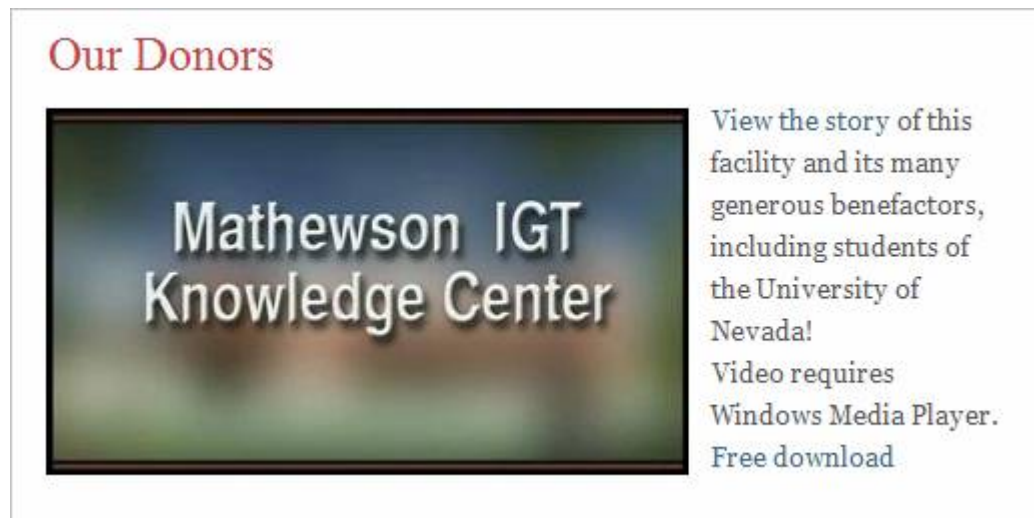 Our Donors
Mathewson IGT
Knowledge Center
View the story of this
facility and its many
generous benefactors,
including students of
the University of
Nevada!
Video requires
Windows Media Player.
Free download